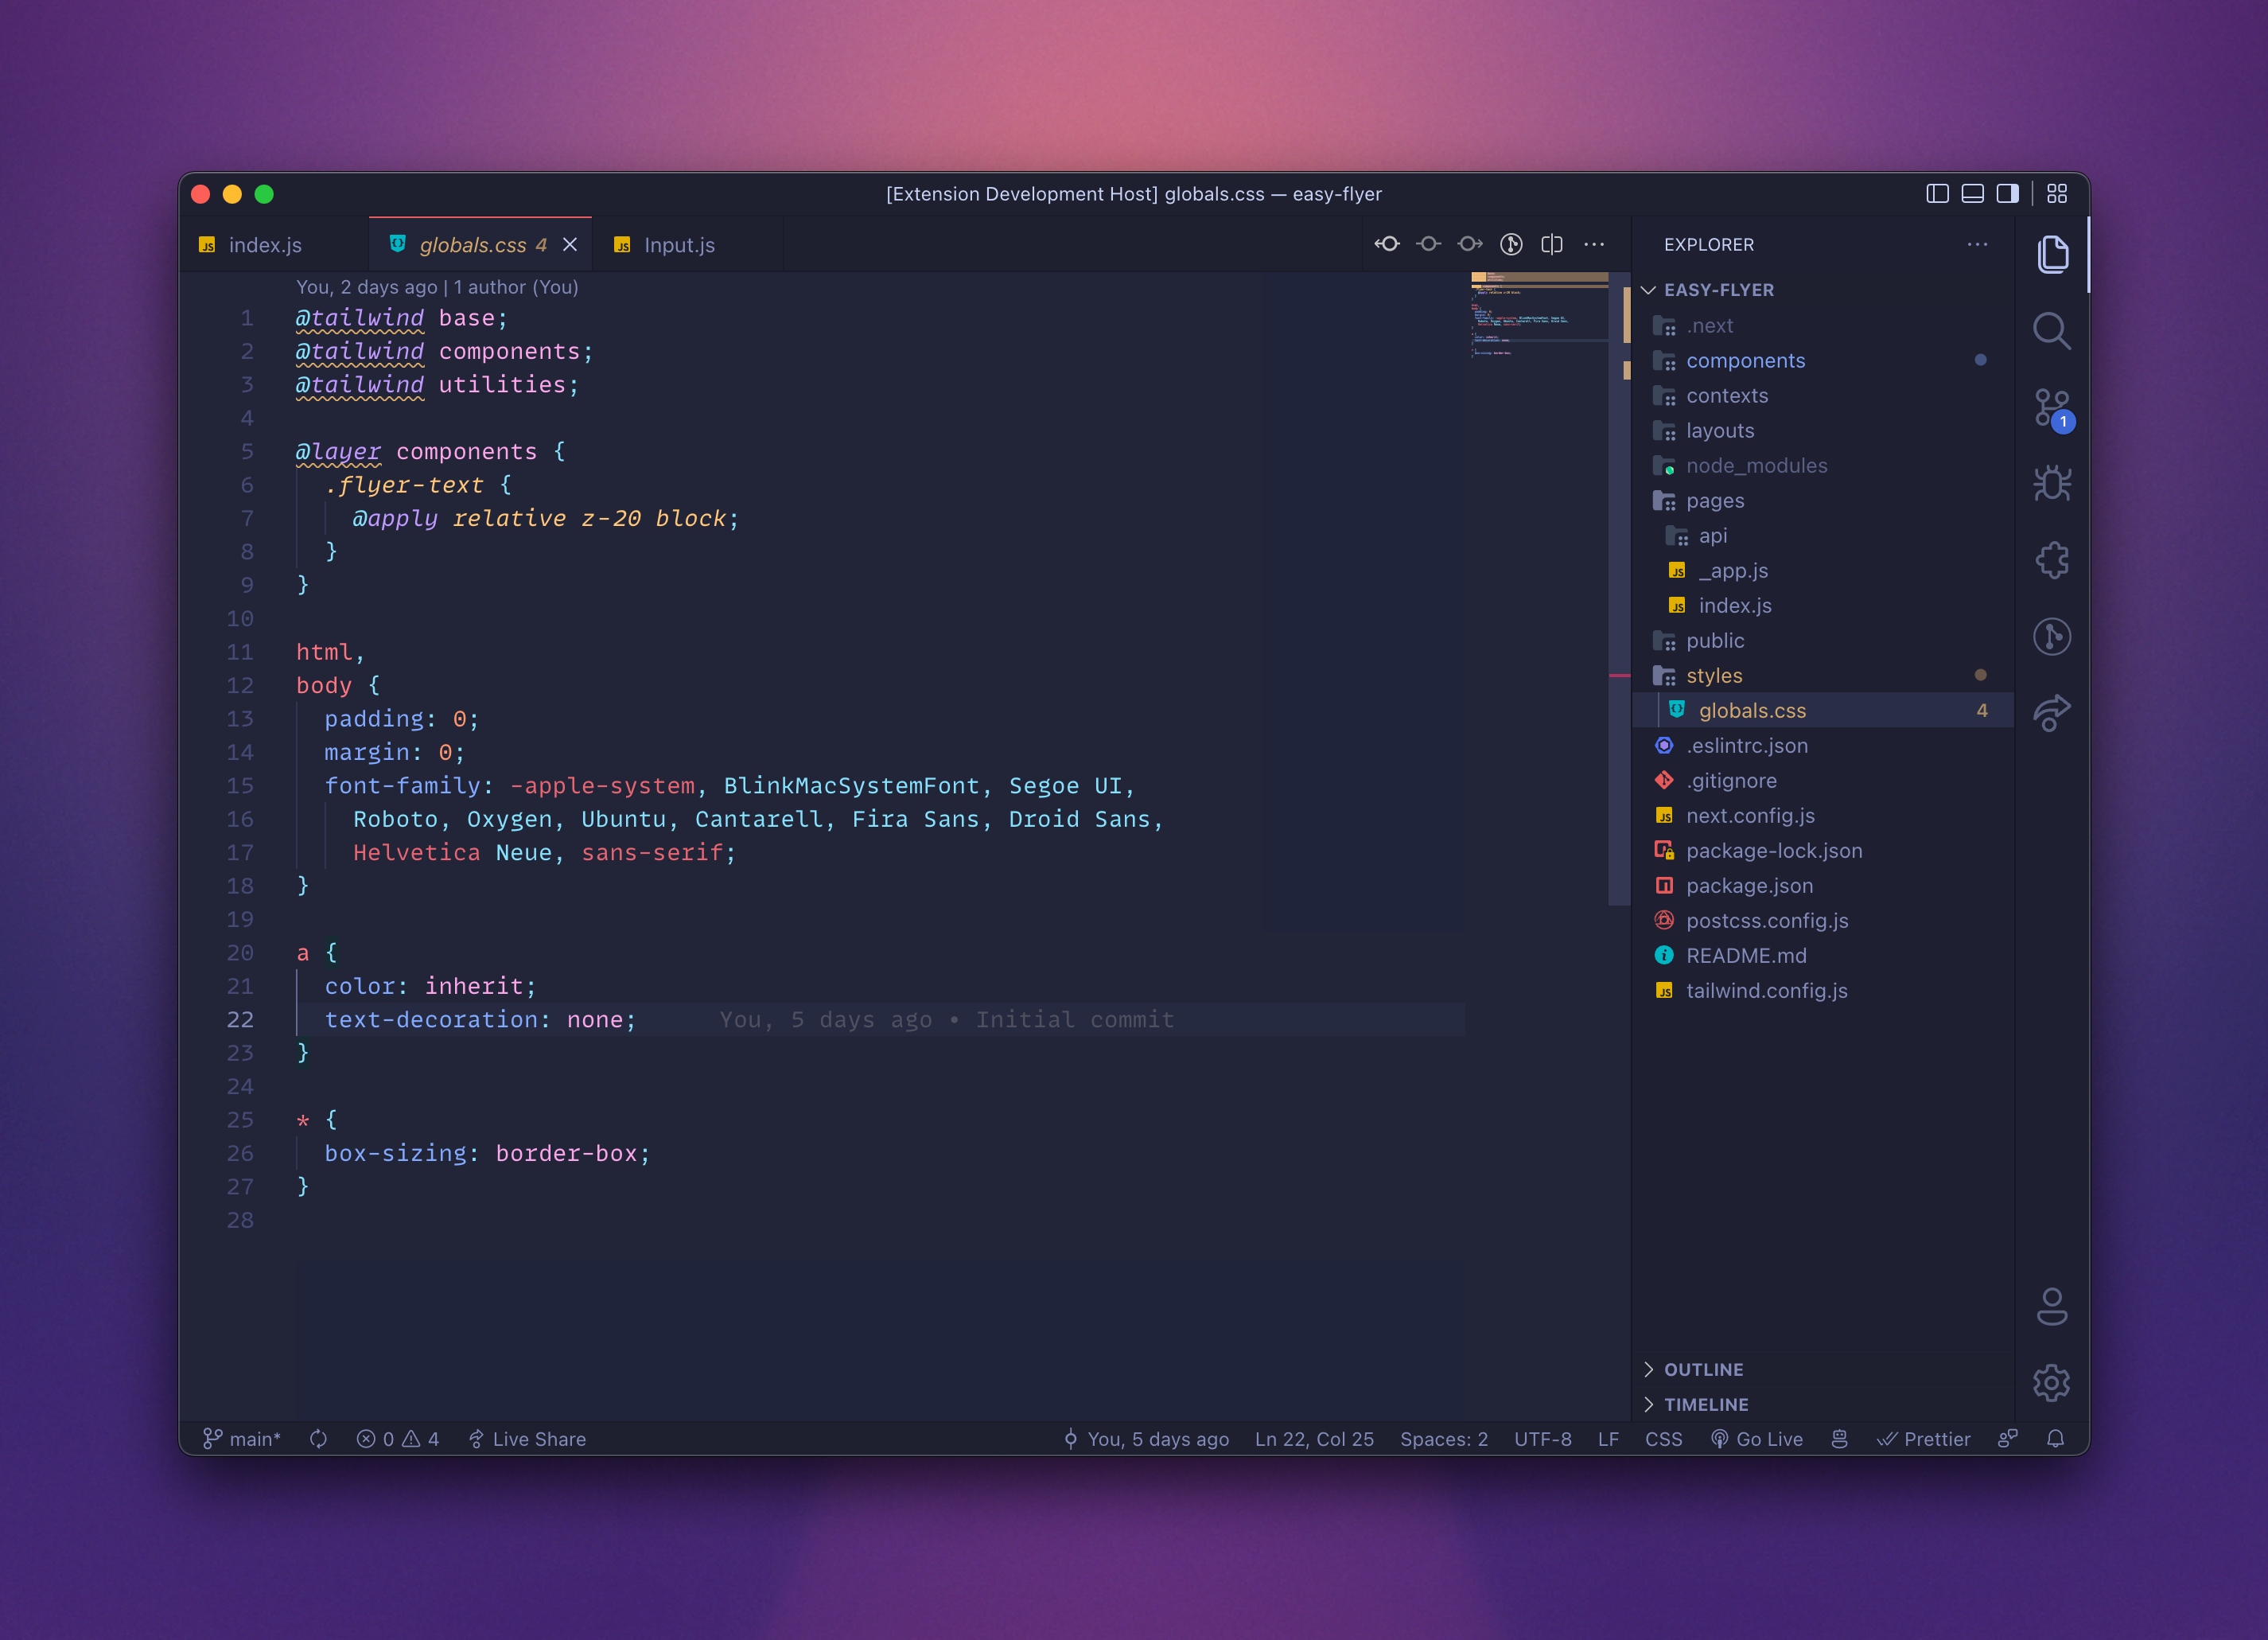 [Extension Development Host] globals.css — easy-flyer
index.js
globals.css 4
Input.js
You, 2 days ago | 1 author (You)
1 @tailwind base;
2 @tailwind components;
3 @tailwind utilities;
4
5 @layer components {
6 .flyer-text {
7 @apply relative z-20 block;
8 }
9 }
10
11 html,
12 body {
13 padding: 0;
14 margin: 0;
15 font-family: -apple-system, BlinkMacSystemFont, Segoe UI,
16 Roboto, Oxygen, Ubuntu, Cantarell, Fira Sans, Droid Sans,
17 Helvetica Neue, sans-serif;
18 }
19
20 a {
21 color: inherit;
22 text-decoration: none; You, 5 days ago • Initial commit
23 }
24
25 * {
26 box-sizing: border-box;
27 }
28
EXPLORER
EASY-FLYER
.next
components
contexts
layouts
node_modules
pages
api
JS _app.js
JS index.js
public
styles
globals.css 4
.eslintrc.json
.gitignore
JS next.config.js
package-lock.json
package.json
postcss.config.js
README.md
JS tailwind.config.js
OUTLINE
TIMELINE
1
main* 0 4 Live Share
You, 5 days ago Ln 22, Col 25 Spaces: 2 UTF-8 LF CSS Go Live Prettier